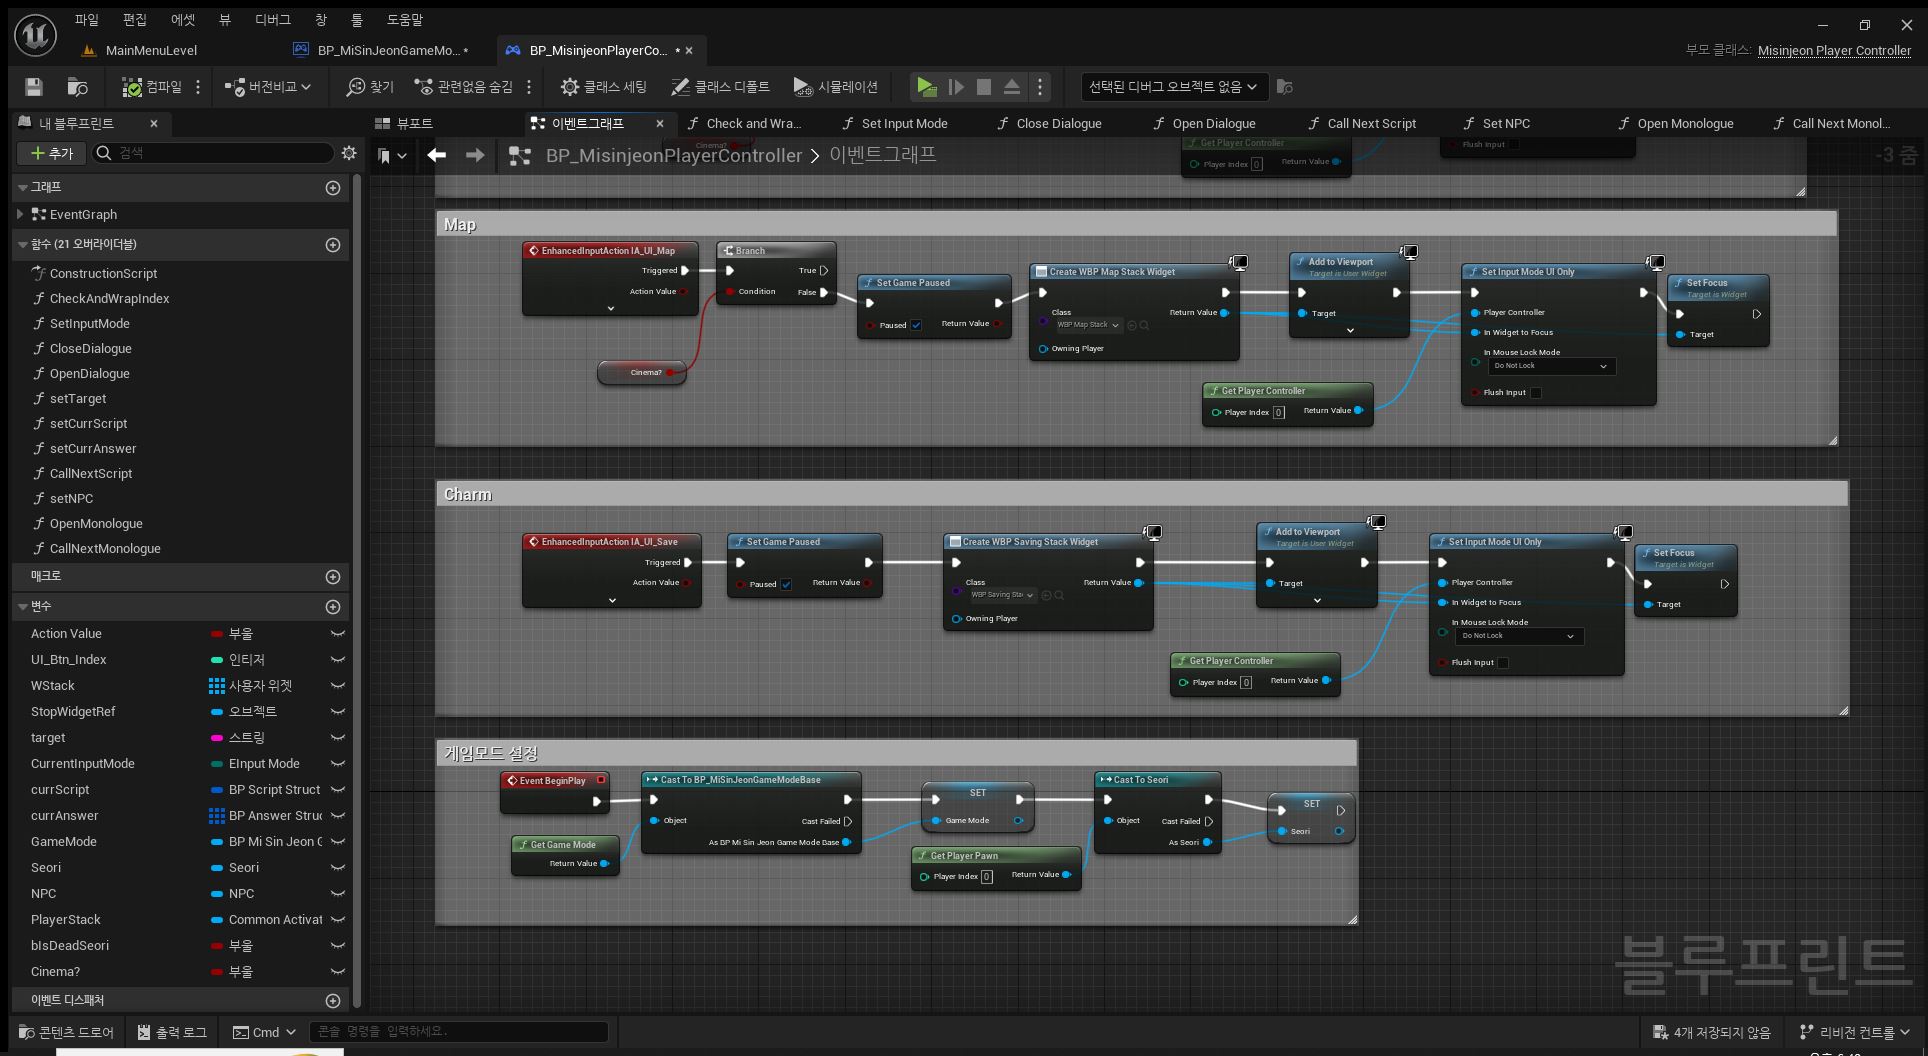 파일 편집 에셋 뷰 디버그 창 툴 도움말
MainMenuLevel
BP_MiSinJeonGameMo...*
BP_MisinjeonPlayerCo... *
부모 클래스: Misinjeon Player Controller
컴파일
버전비교
찾기
관련없음 숨김
클래스 세팅
클래스 디폴트
시뮬레이션
선택된 디버그 오브젝트 없음
내 블루프린트
뷰포트
이벤트그래프
Check and Wra...
Set Input Mode
Close Dialogue
Open Dialogue
Call Next Script
Set NPC
Open Monologue
Call Next Monol...
추가
검색
BP_MisinjeonPlayerController > 이벤트그래프
-3 줌
Cinema?
Get Player Controller
Player Index 0
Return Value
Flush Input
그래프
EventGraph
함수 (21 오버라이더블)
ConstructionScript
CheckAndWrapIndex
SetInputMode
CloseDialogue
OpenDialogue
setTarget
setCurrScript
setCurrAnswer
CallNextScript
setNPC
OpenMonologue
CallNextMonologue
매크로
변수
Action Value 부울
UI_Btn_Index 인티저
WStack 사용자 위젯
StopWidgetRef 오브젝트
target 스트링
CurrentInputMode EInput Mode
currScript BP Script Struct
currAnswer BP Answer Struc
GameMode BP Mi Sin Jeon G
Seori Seori
NPC NPC
PlayerStack Common Activat
bIsDeadSeori 부울
Cinema? 부울
이벤트 디스패처
Map
EnhancedInputAction IA_UI_Map
Triggered
Action Value
Branch
True
Condition False
Cinema?
Set Game Paused
Paused Return Value
Create WBP Map Stack Widget
Class Return Value
WBP Map Stack
Owning Player
Add to Viewport
Target is User Widget
Target
Get Player Controller
Player Index 0 Return Value
Set Input Mode UI Only
Player Controller
In Widget to Focus
In Mouse Lock Mode
Do Not Lock
Flush Input
Set Focus
Target is Widget
Target
Charm
EnhancedInputAction IA_UI_Save
Triggered
Action Value
Set Game Paused
Paused Return Value
Create WBP Saving Stack Widget
Class Return Value
WBP Saving Sta
Owning Player
Add to Viewport
Target is User Widget
Target
Get Player Controller
Player Index 0 Return Value
Set Input Mode UI Only
Player Controller
In Widget to Focus
In Mouse Lock Mode
Do Not Lock
Flush Input
Set Focus
Target is Widget
Target
게임모드 설정
Event BeginPlay
Get Game Mode
Return Value
Cast To BP_MiSinJeonGameModeBase
Object Cast Failed
As BP Mi Sin Jeon Game Mode Base
SET
Game Mode
Get Player Pawn
Player Index 0 Return Value
Cast To Seori
Object Cast Failed
As Seori
SET
Seori
블루프린트
콘텐츠 드로어
출력 로그
Cmd
콘솔 명령을 입력하세요.
4개 저장되지 않음
리비전 컨트롤